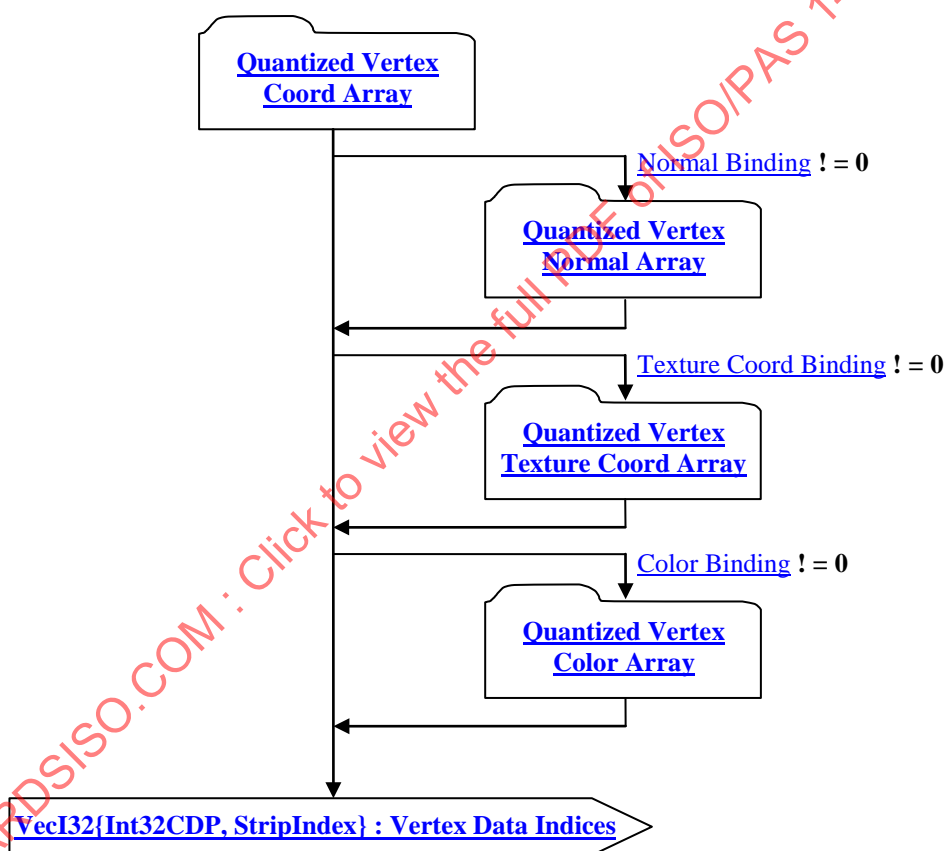 Quantized Vertex
Coord Array
Normal Binding ! = 0
Quantized Vertex
Normal Array
Texture Coord Binding ! = 0
Quantized Vertex
Texture Coord Array
Color Binding ! = 0
Quantized Vertex
Color Array
VecI32{Int32CDP, StripIndex} : Vertex Data Indices
RDSISO.COM : Click to view the full PDF of ISO/PAS